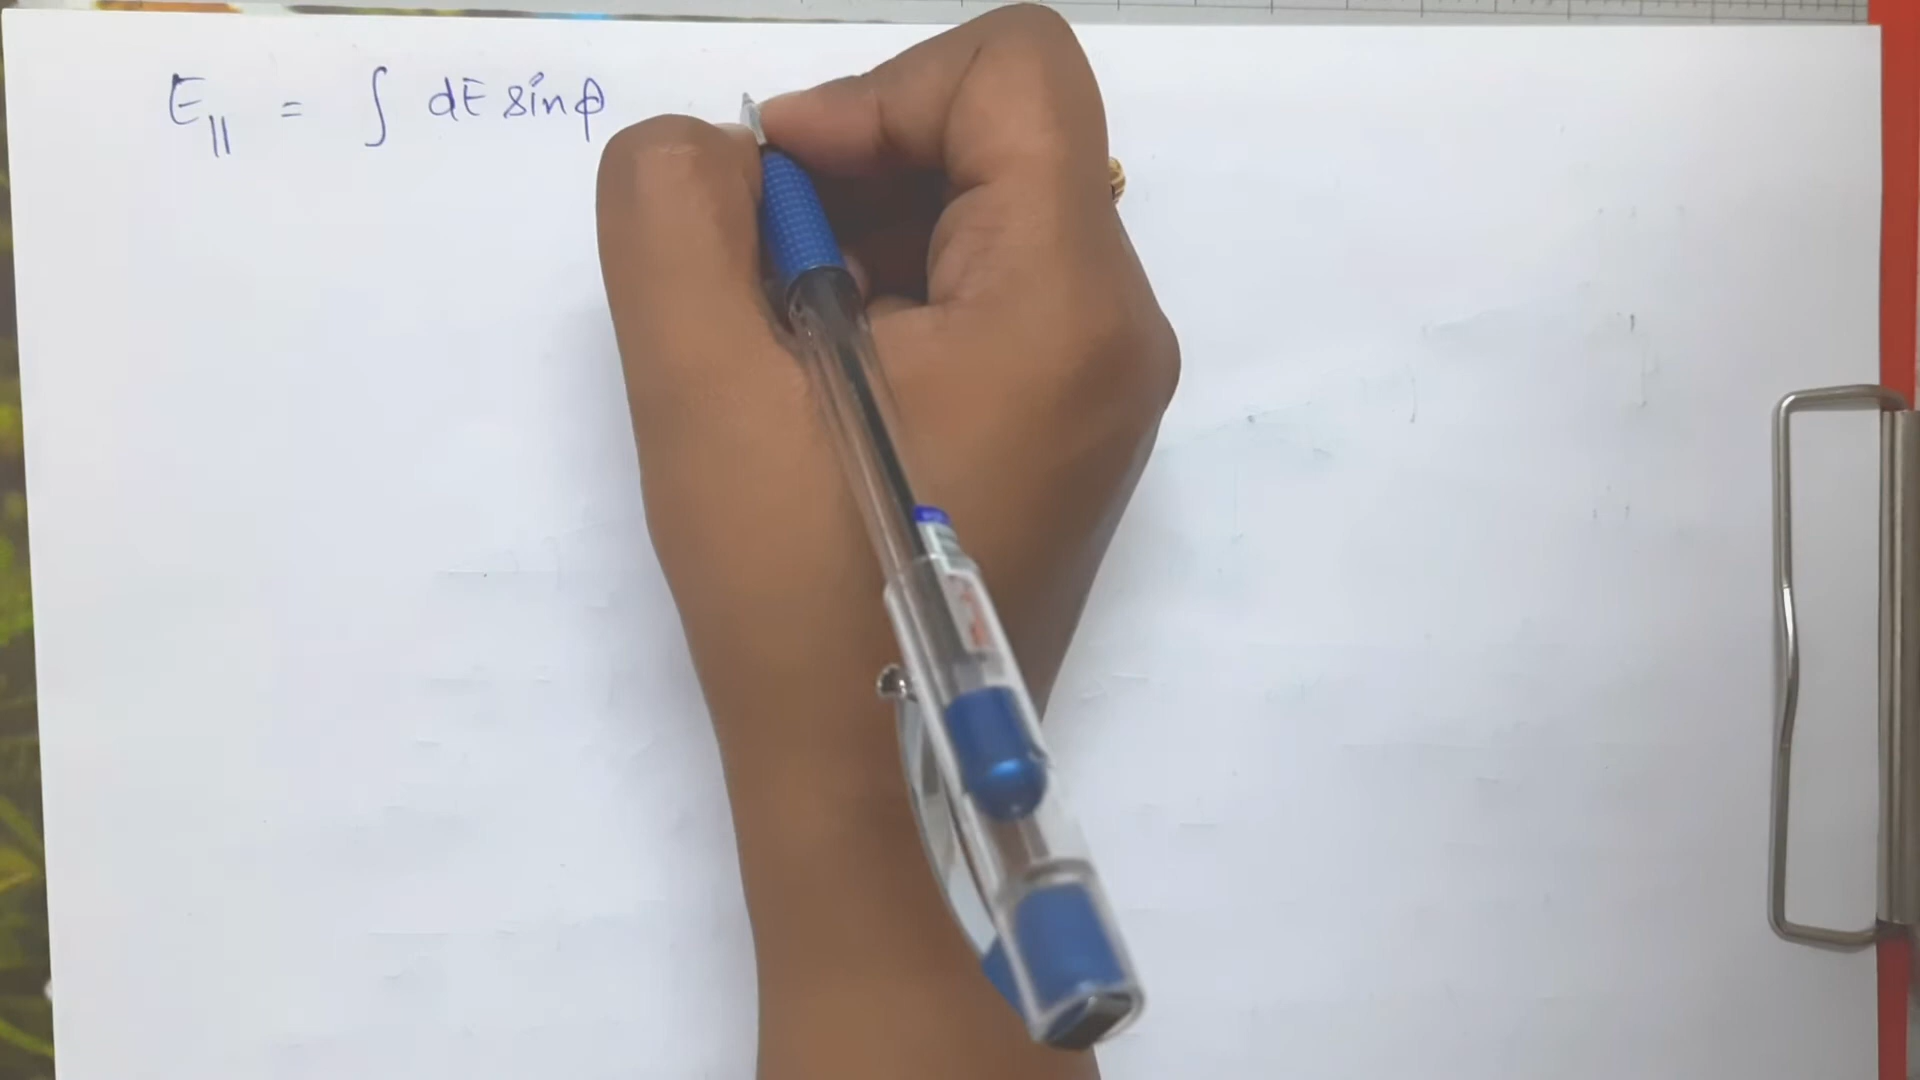 E|| = ∫ dE sinφ